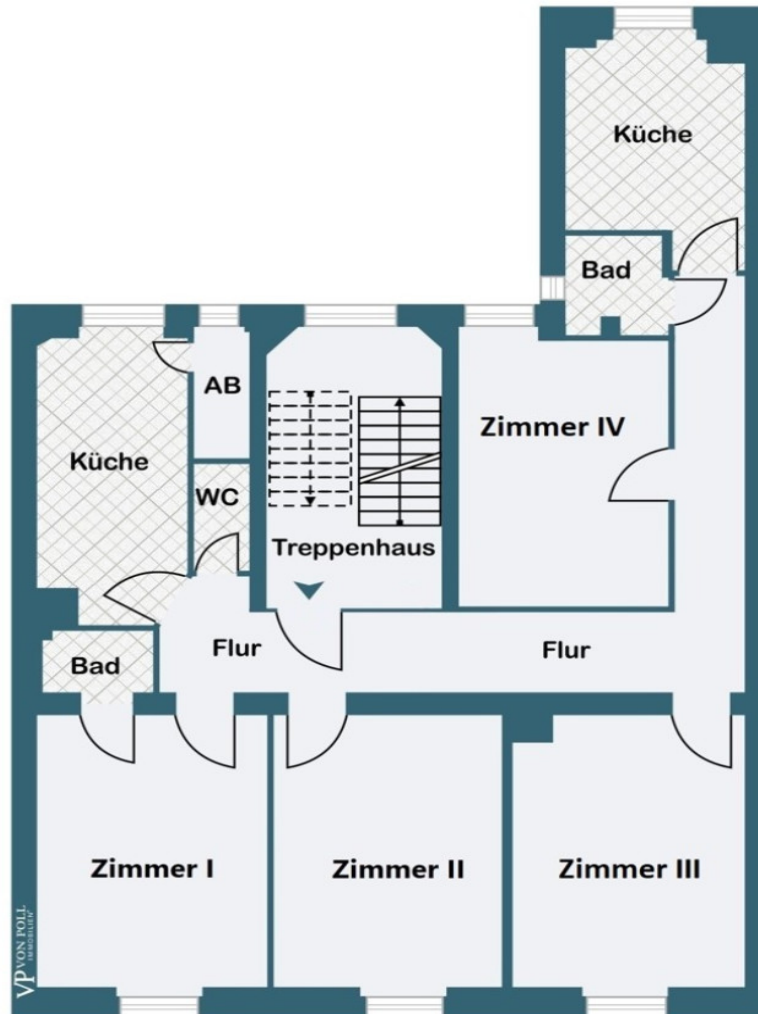 Küche
Bad
AB
Zimmer IV
Küche
WC
Treppenhaus
Flur
Flur
Bad
Zimmer I
Zimmer II
Zimmer III
VP VON POLL
IMMOBILIEN